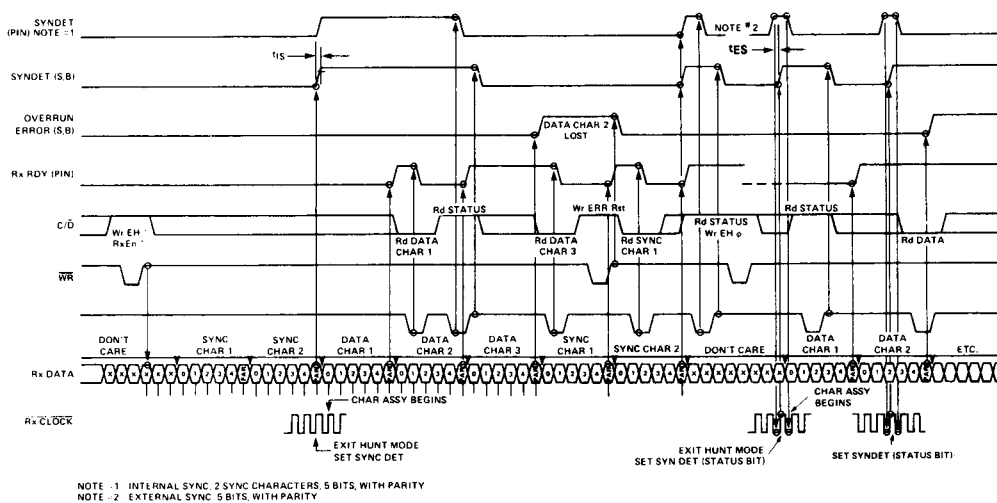 SYNDET
(PIN) NOTE #1
NOTE #2
tIS
tES
SYNDET (S,B)
OVERRUN
ERROR (S,B)
DATA CHAR 2
LOST
Rx RDY (PIN)
C/D
Wr EH
RxEn
Rd DATA
CHAR 1
Rd STATUS
Rd DATA
CHAR 3
Wr ERR Rst
Rd SYNC
CHAR 1
Rd STATUS
Wr EH φ
Rd DATA
WR
DON'T
CARE
SYNC
CHAR 1
SYNC
CHAR 2
DATA
CHAR 1
DATA
CHAR 2
DATA
CHAR 3
SYNC
CHAR 1
SYNC CHAR 2
DON'T CARE
DATA
CHAR 1
DATA
CHAR 2
ETC.
Rx DATA
Rx CLOCK
CHAR ASSY BEGINS
EXIT HUNT MODE
SET SYNC DET
CHAR ASSY
BEGINS
EXIT HUNT MODE
SET SYN DET (STATUS BIT)
SET SYNDET (STATUS BIT)
NOTE #1 INTERNAL SYNC, 2 SYNC CHARACTERS, 5 BITS, WITH PARITY
NOTE #2 EXTERNAL SYNC, 5 BITS, WITH PARITY